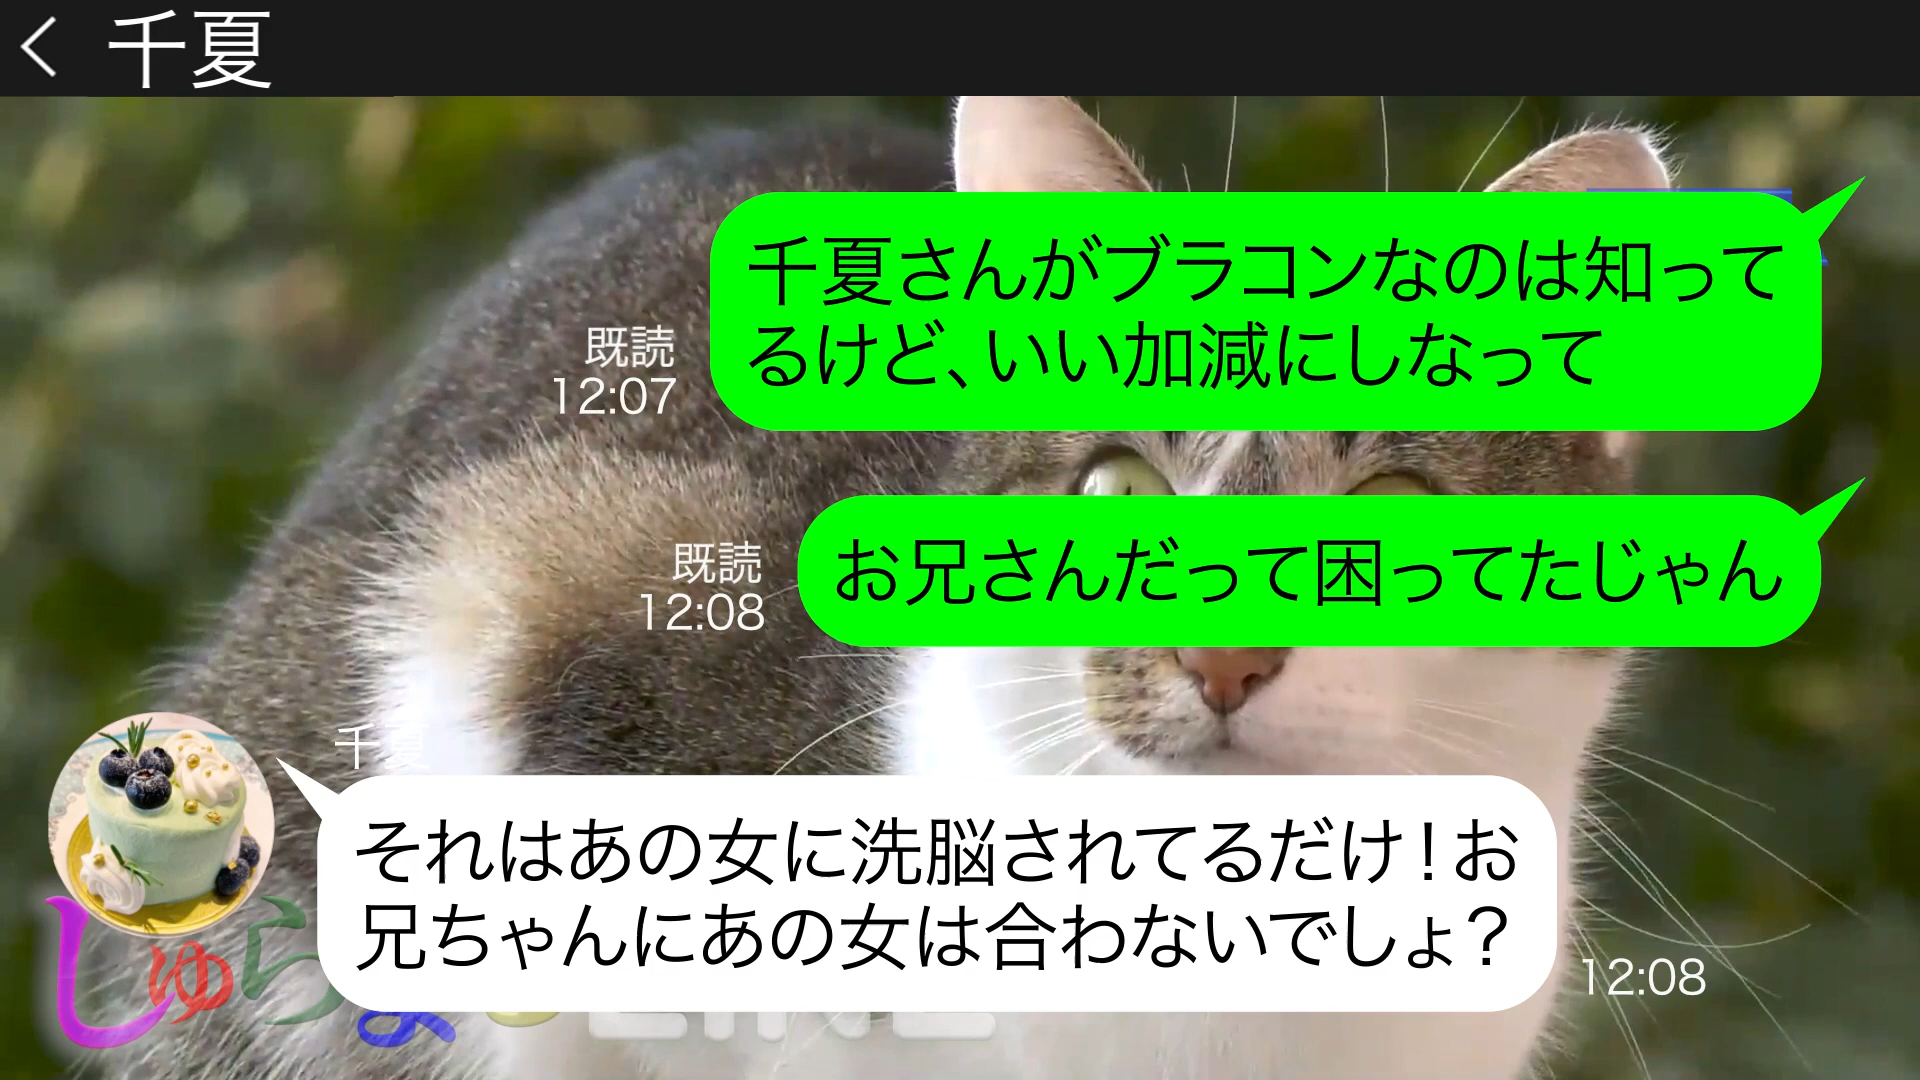 千夏
千夏さんがブラコンなのは知って
るけど、いい加減にしなって
既読
12:07
お兄さんだって困ってたじゃん
既読
12:08
千夏
それはあの女に洗脳されてるだけ!お
兄ちゃんにあの女は合わないでしょ?
12:08
しゅら
LINE